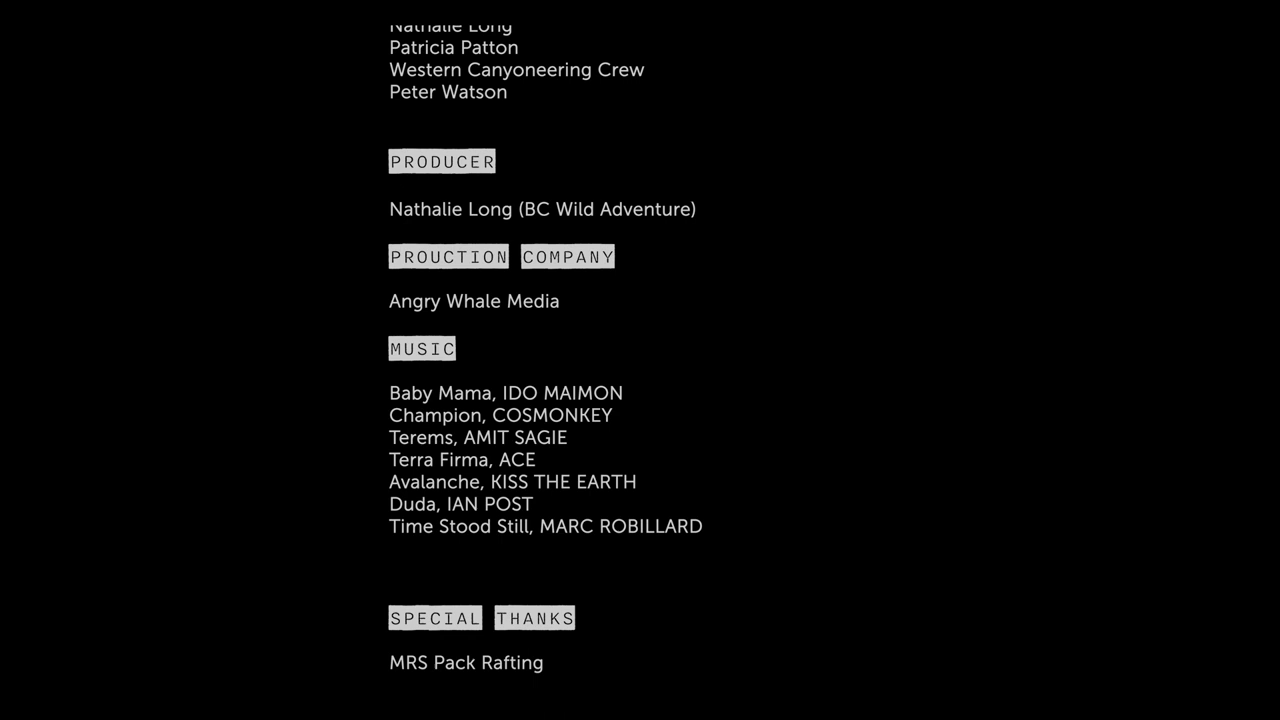 Nathalie Long
Patricia Patton
Western Canyoneering Crew
Peter Watson
PRODUCER
Nathalie Long (BC Wild Adventure)
PROUCTION COMPANY
Angry Whale Media
MUSIC
Baby Mama, IDO MAIMON
Champion, COSMONKEY
Terems, AMIT SAGIE
Terra Firma, ACE
Avalanche, KISS THE EARTH
Duda, IAN POST
Time Stood Still, MARC ROBILLARD
SPECIAL THANKS
MRS Pack Rafting